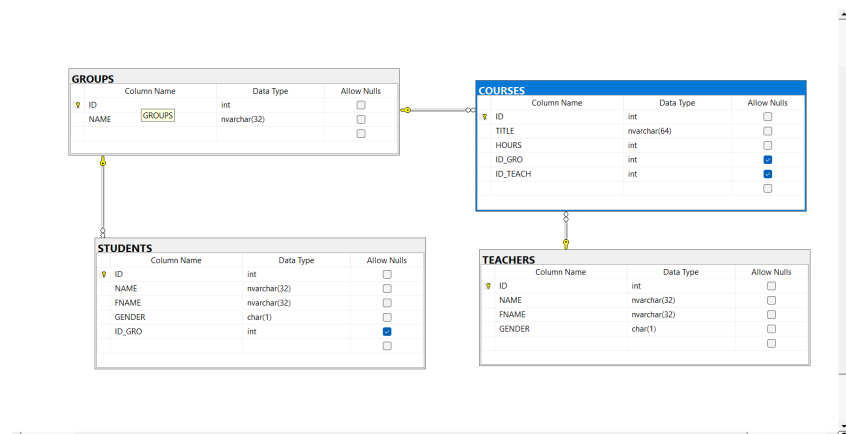 GROUPS
Column Name Data Type Allow Nulls
ID int
NAME nvarchar(32)
GROUPS
COURSES
Column Name Data Type Allow Nulls
ID int
TITLE nvarchar(64)
HOURS int
ID_GRO int
ID_TEACH int
STUDENTS
Column Name Data Type Allow Nulls
ID int
NAME nvarchar(32)
FNAME nvarchar(32)
GENDER char(1)
ID_GRO int
TEACHERS
Column Name Data Type Allow Nulls
ID int
NAME nvarchar(32)
FNAME nvarchar(32)
GENDER char(1)